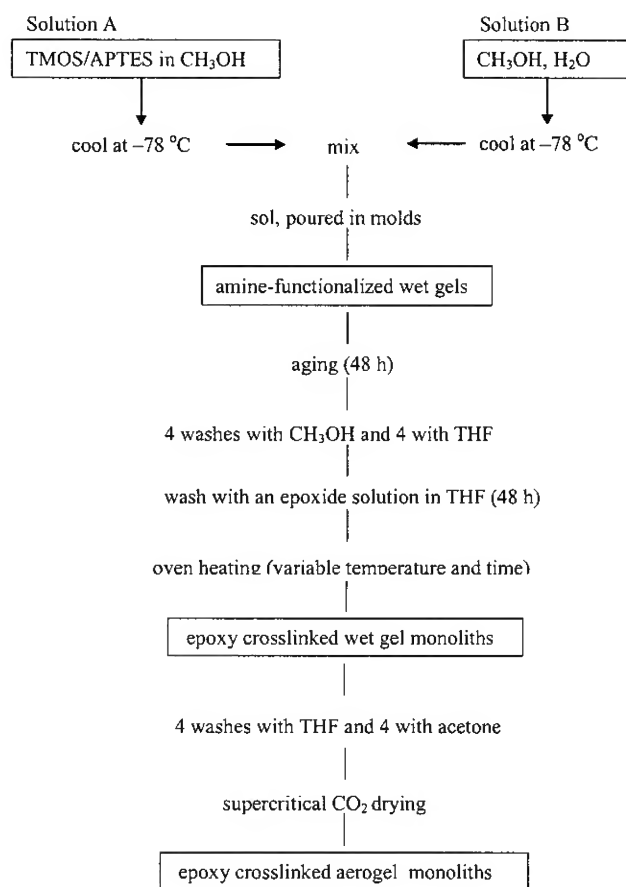 Solution A
Solution B
TMOS/APTES in CH₃OH
CH₃OH, H₂O
cool at –78 °C
mix
cool at –78 °C
sol, poured in molds
amine-functionalized wet gels
aging (48 h)
4 washes with CH₃OH and 4 with THF
wash with an epoxide solution in THF (48 h)
oven heating (variable temperature and time)
epoxy crosslinked wet gel monoliths
4 washes with THF and 4 with acetone
supercritical CO₂ drying
epoxy crosslinked aerogel monoliths